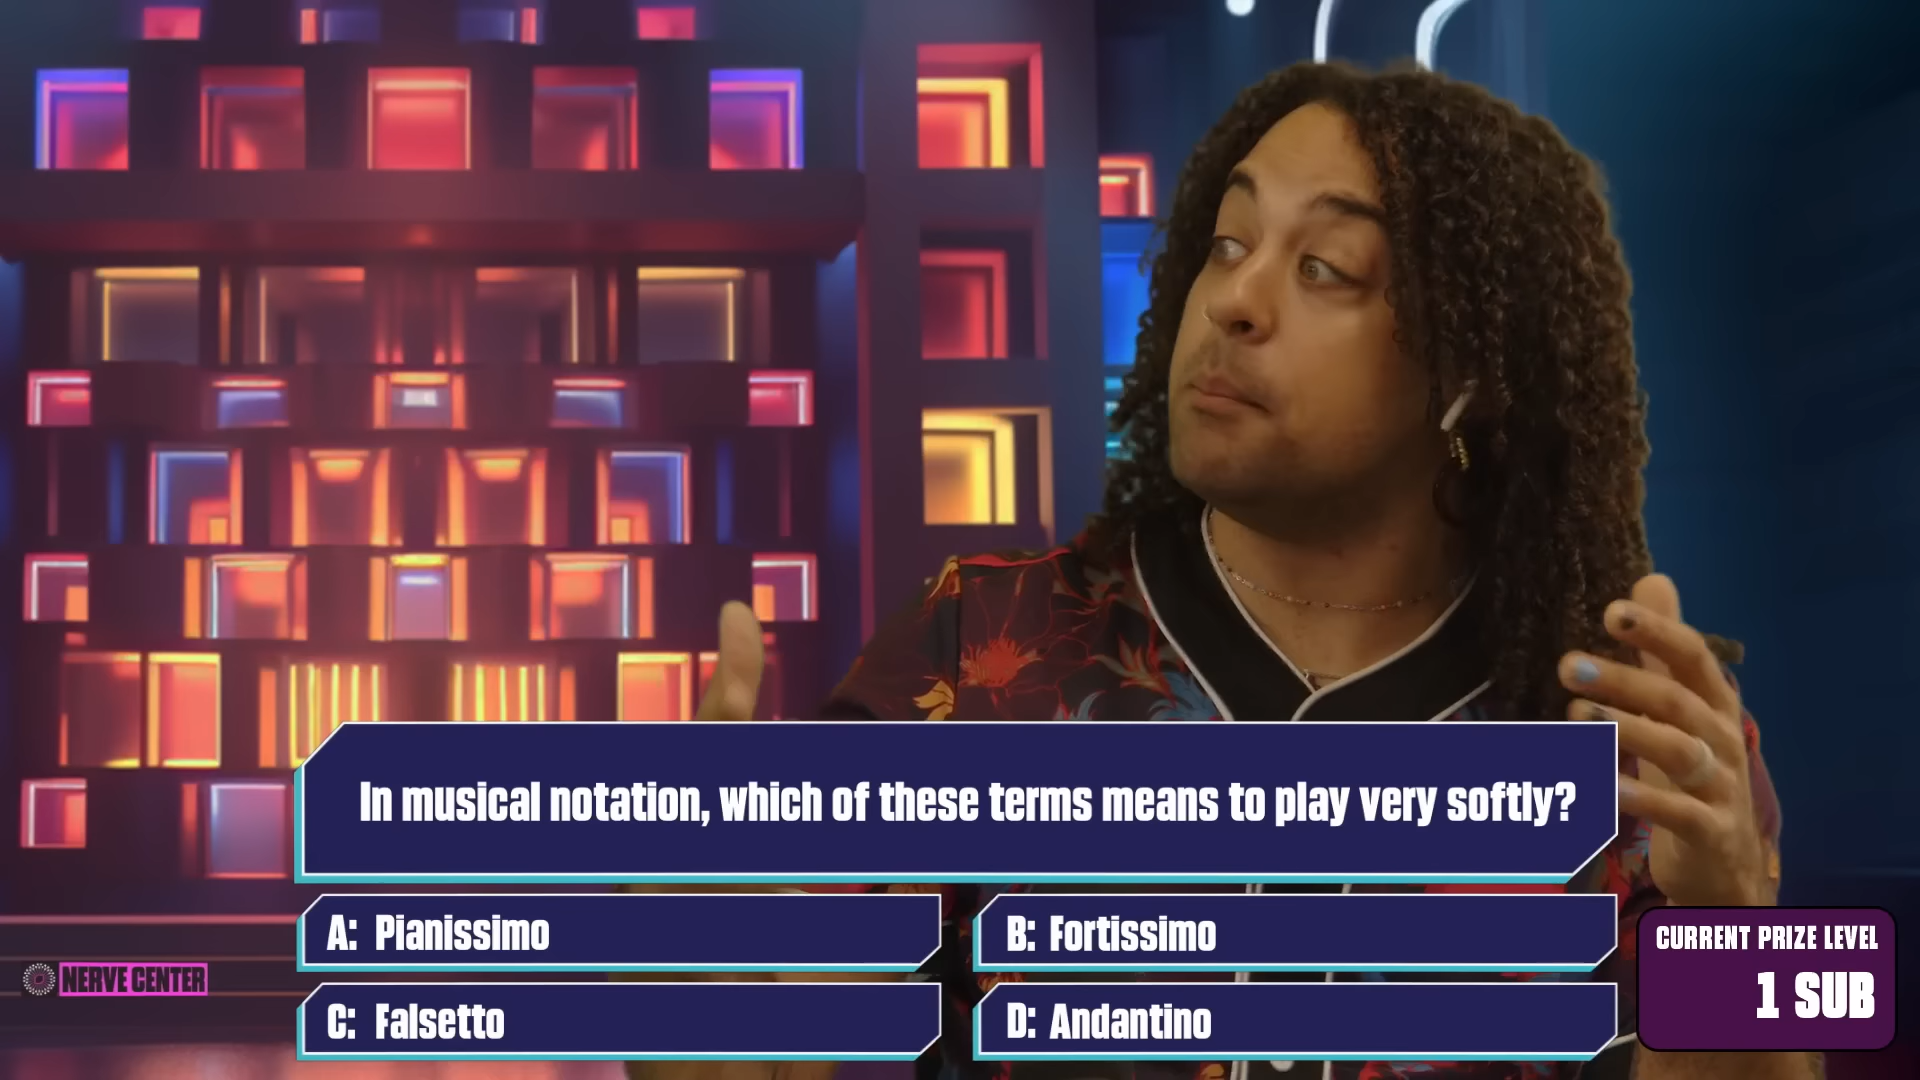 In musical notation, which of these terms means to play very softly?
A: Pianissimo
B: Fortissimo
C: Falsetto
D: Andantino
CURRENT PRIZE LEVEL
1 SUB
NERVE CENTER